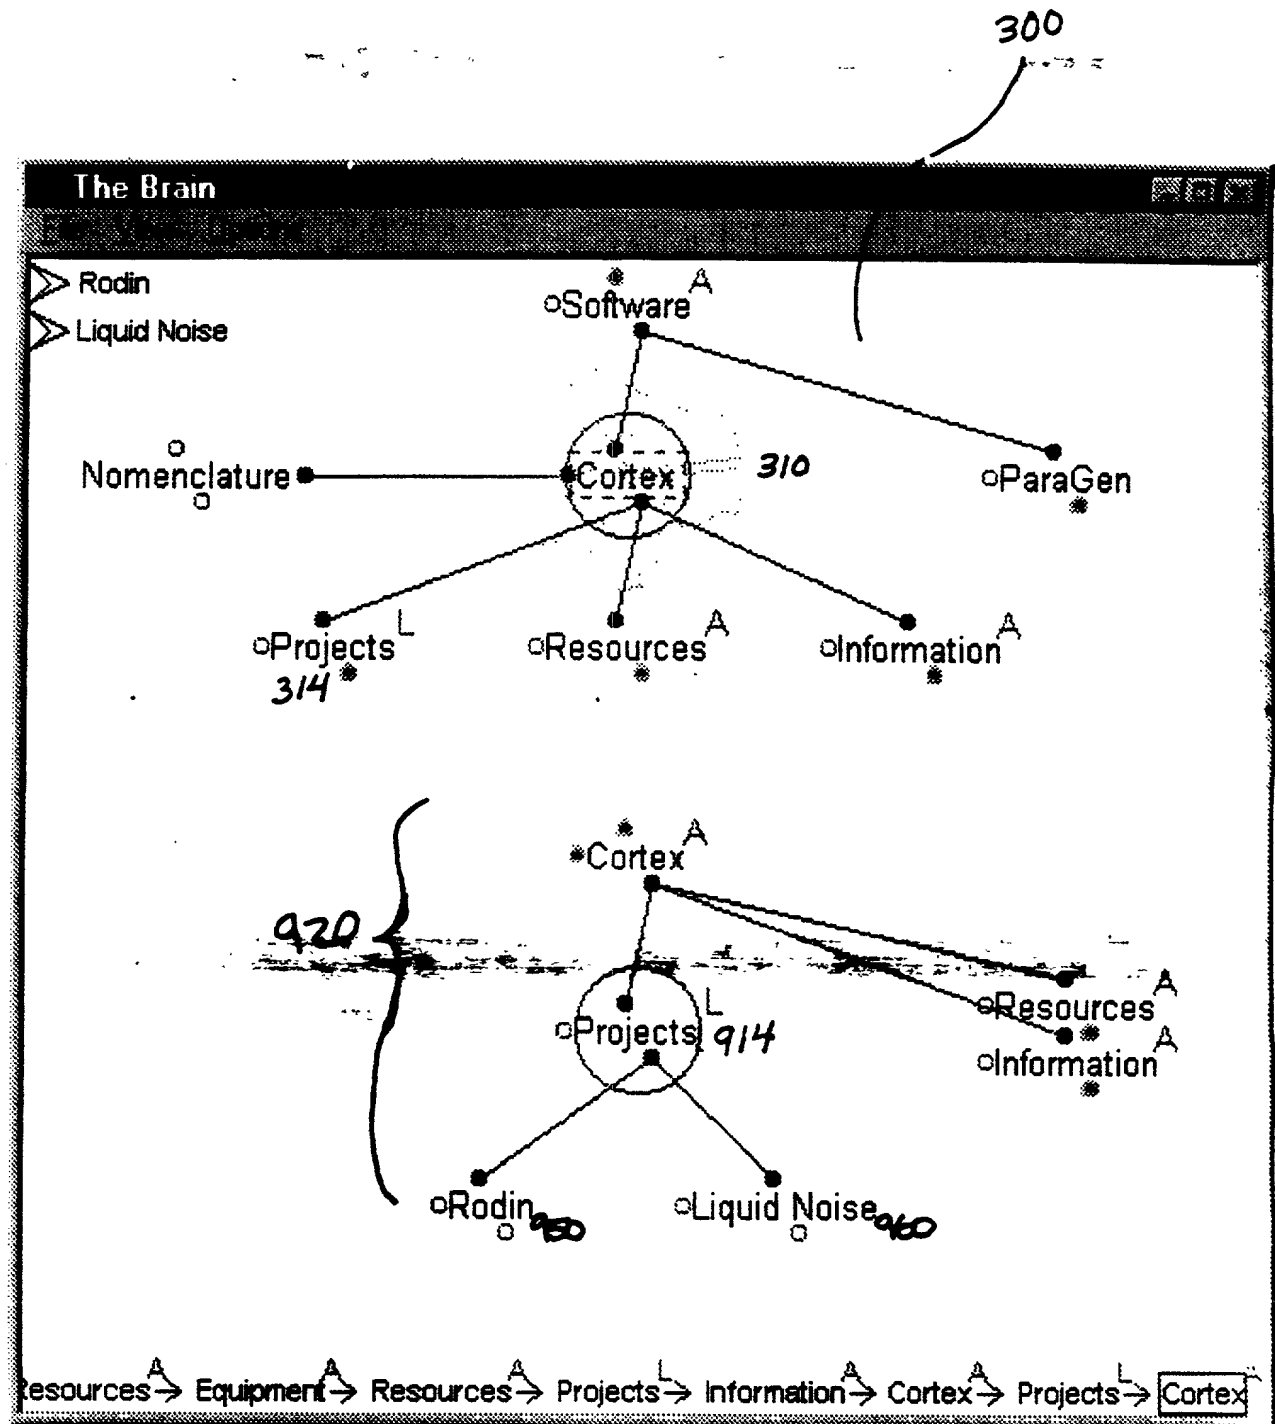 300
The Brain
Rodin
Liquid Noise
Software A
Nomenclature
Cortex
310
ParaGen
Projects L
Resources A
Information A
314
Cortex A
920
Resources A
Projects L
914
Information A
Rodin 950
Liquid Noise 960
esources A → Equipment A → Resources A → Projects L → Information A → Cortex A → Projects L → Cortex A